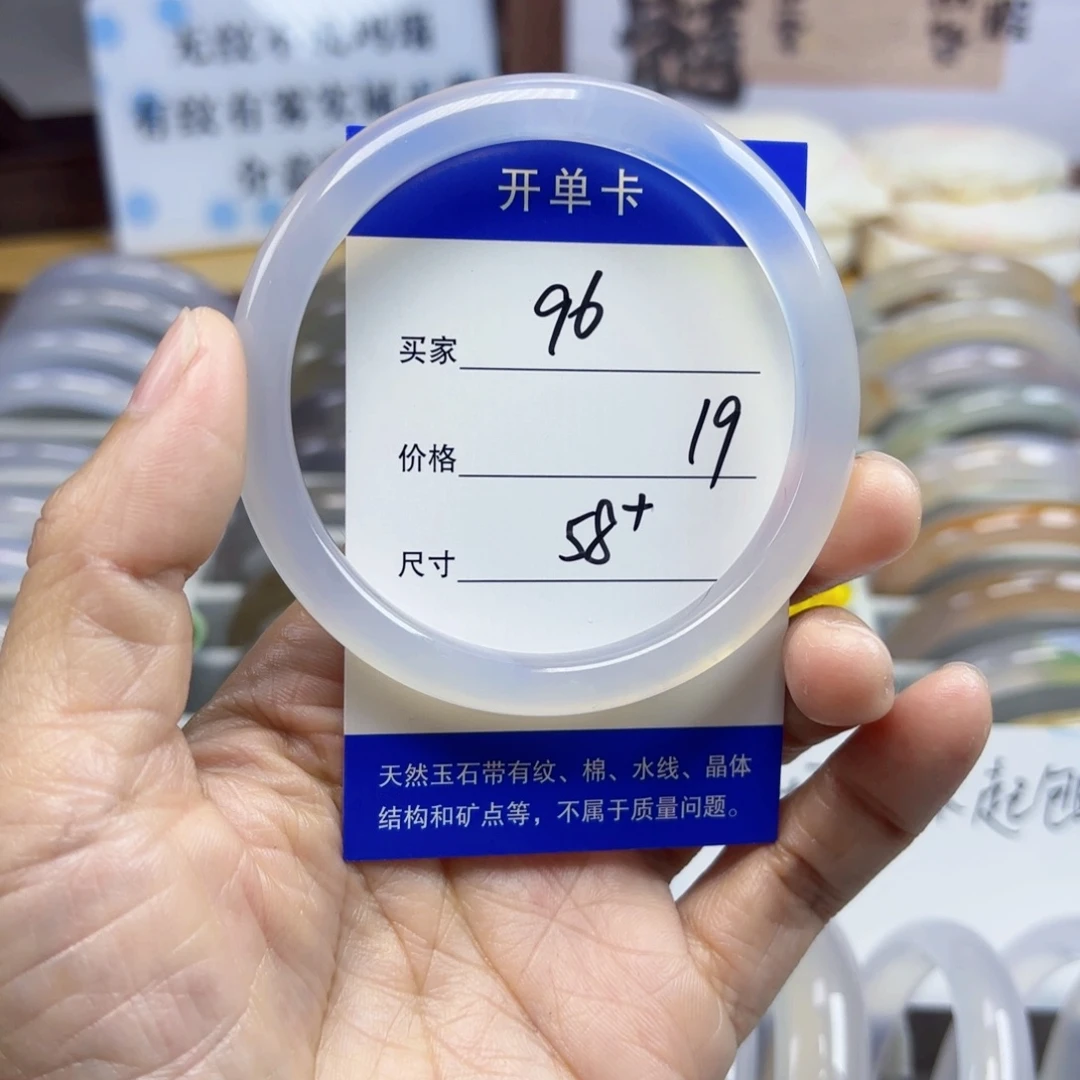 开单卡
买家 96
价格 19
尺寸 58+
天然玉石带有纹、棉、水线、晶体
结构和矿点等，不属于质量问题。